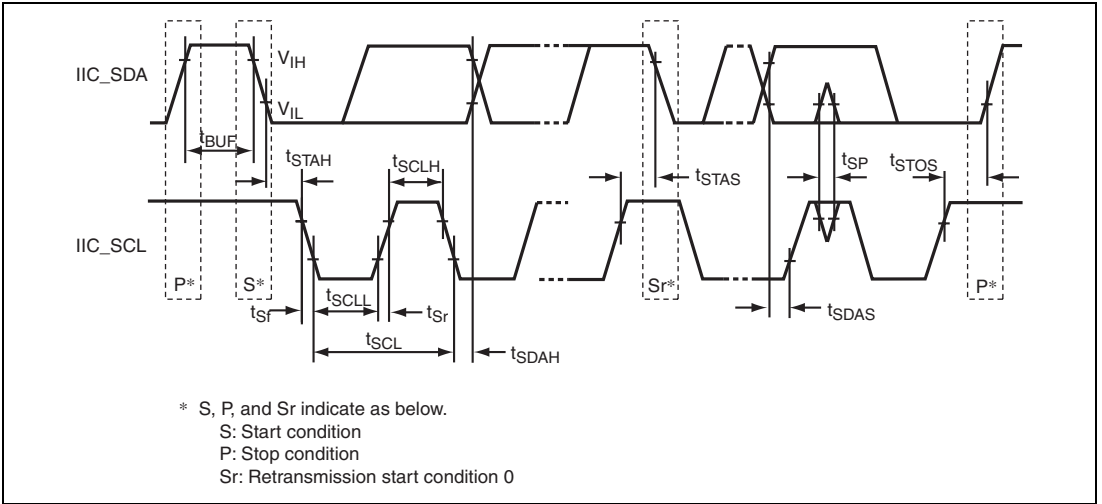 IIC_SDA
VIH
VIL
tBUF
tSTAH
tSCLH
tSTAS
tSP
tSTOS
IIC_SCL
P*
S*
Sr*
P*
tSf
tSCLL
tSr
tSCL
tSDAH
tSDAS
* S, P, and Sr indicate as below.
S: Start condition
P: Stop condition
Sr: Retransmission start condition 0